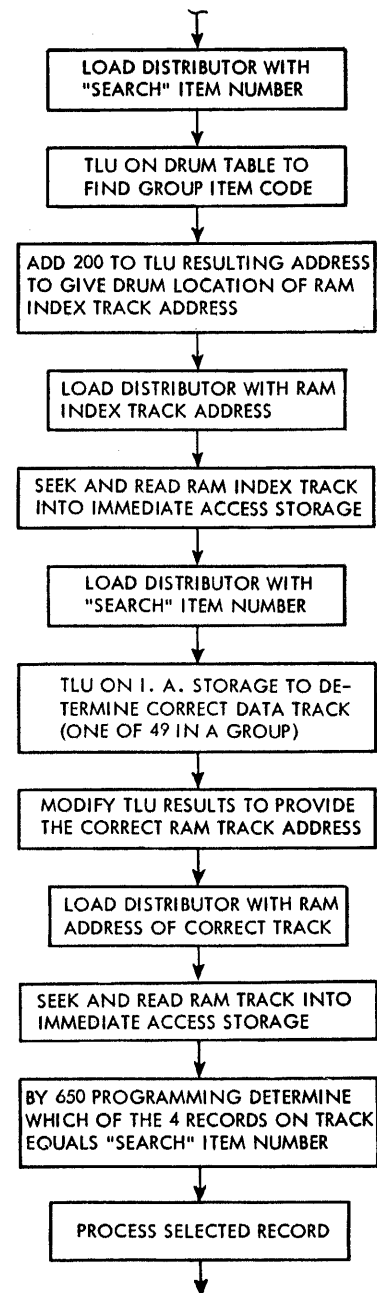 LOAD DISTRIBUTOR WITH
"SEARCH" ITEM NUMBER
TLU ON DRUM TABLE TO
FIND GROUP ITEM CODE
ADD 200 TO TLU RESULTING ADDRESS
TO GIVE DRUM LOCATION OF RAM
INDEX TRACK ADDRESS
LOAD DISTRIBUTOR WITH RAM
INDEX TRACK ADDRESS
SEEK AND READ RAM INDEX TRACK
INTO IMMEDIATE ACCESS STORAGE
LOAD DISTRIBUTOR WITH
"SEARCH" ITEM NUMBER
TLU ON I. A. STORAGE TO DE-
TERMINE CORRECT DATA TRACK
(ONE OF 49 IN A GROUP)
MODIFY TLU RESULTS TO PROVIDE
THE CORRECT RAM TRACK ADDRESS
LOAD DISTRIBUTOR WITH RAM
ADDRESS OF CORRECT TRACK
SEEK AND READ RAM TRACK INTO
IMMEDIATE ACCESS STORAGE
BY 650 PROGRAMMING DETERMINE
WHICH OF THE 4 RECORDS ON TRACK
EQUALS "SEARCH" ITEM NUMBER
PROCESS SELECTED RECORD